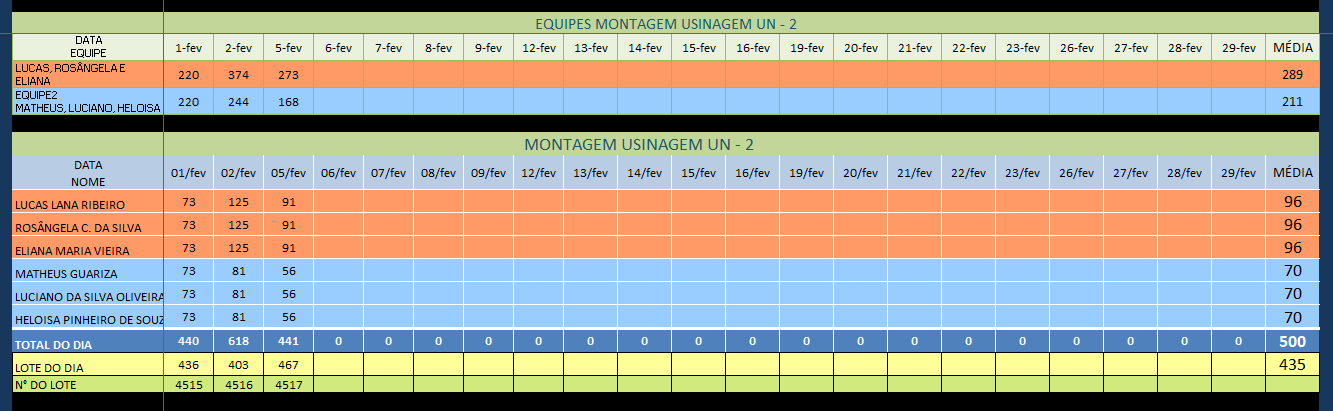 EQUIPES MONTAGEM USINAGEM UN - 2
DATA
EQUIPE 1-fev 2-fev 5-fev 6-fev 7-fev 8-fev 9-fev 12-fev 13-fev 14-fev 15-fev 16-fev 19-fev 20-fev 21-fev 22-fev 23-fev 26-fev 27-fev 28-fev 29-fev MÉDIA
LUCAS, ROSÂNGELA E
ELIANA 220 374 273 289
EQUIPE2
MATHEUS, LUCIANO, HELOISA 220 244 168 211
MONTAGEM USINAGEM UN - 2
DATA
NOME 01/fev 02/fev 05/fev 06/fev 07/fev 08/fev 09/fev 12/fev 13/fev 14/fev 15/fev 16/fev 19/fev 20/fev 21/fev 22/fev 23/fev 26/fev 27/fev 28/fev 29/fev MÉDIA
LUCAS LANA RIBEIRO 73 125 91 96
ROSÂNGELA C. DA SILVA 73 125 91 96
ELIANA MARIA VIEIRA 73 125 91 96
MATHEUS GUARIZA 73 81 56 70
LUCIANO DA SILVA OLIVEIRA 73 81 56 70
HELOISA PINHEIRO DE SOUZ 73 81 56 70
TOTAL DO DIA 440 618 441 0 0 0 0 0 0 0 0 0 0 0 0 0 0 0 0 0 0 500
LOTE DO DIA 436 403 467 435
N° DO LOTE 4515 4516 4517